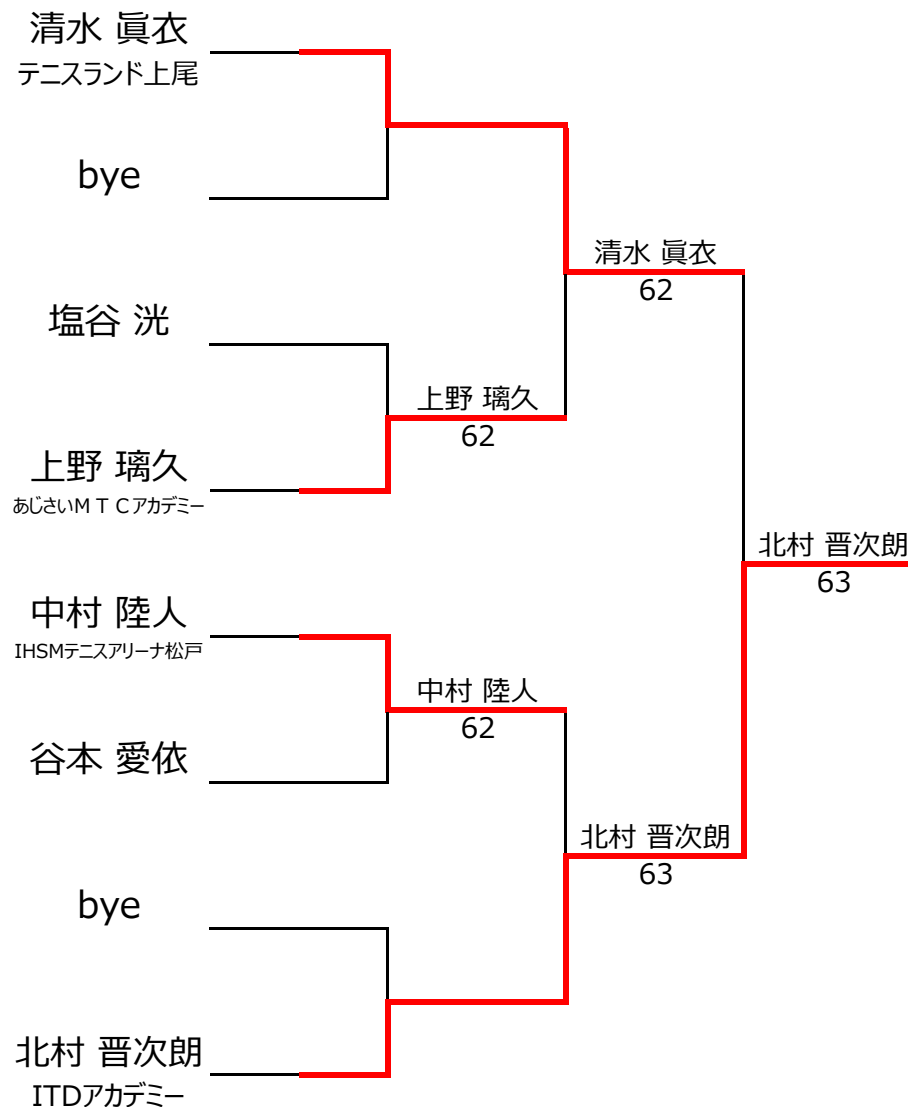 清水 眞衣
テニスランド上尾
bye
塩谷 洸
上野 璃久
あじさいＭＴＣアカデミー
中村 陸人
IHSMテニスアリーナ松戸
谷本 愛依
bye
北村 晋次朗
ITDアカデミー
上野 璃久
62
中村 陸人
62
清水 眞衣
62
北村 晋次朗
63
北村 晋次朗
63